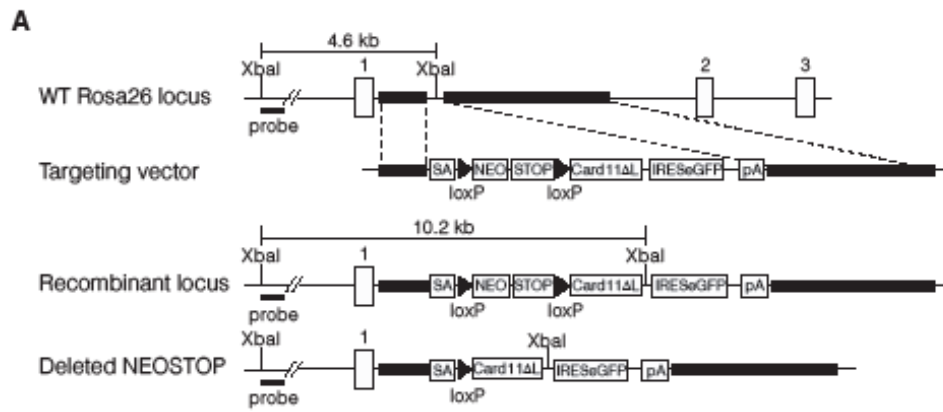 A
4.6 kb
XbaI 1 XbaI 2 3
WT Rosa26 locus
probe
Targeting vector SA NEO STOP Card11ΔL IRESeGFP pA
loxP loxP
10.2 kb
XbaI 1 XbaI
Recombinant locus SA NEO STOP Card11ΔL IRESeGFP pA
probe loxP loxP
XbaI 1 XbaI
Deleted NEOSTOP SA Card11ΔL IRESeGFP pA
probe loxP